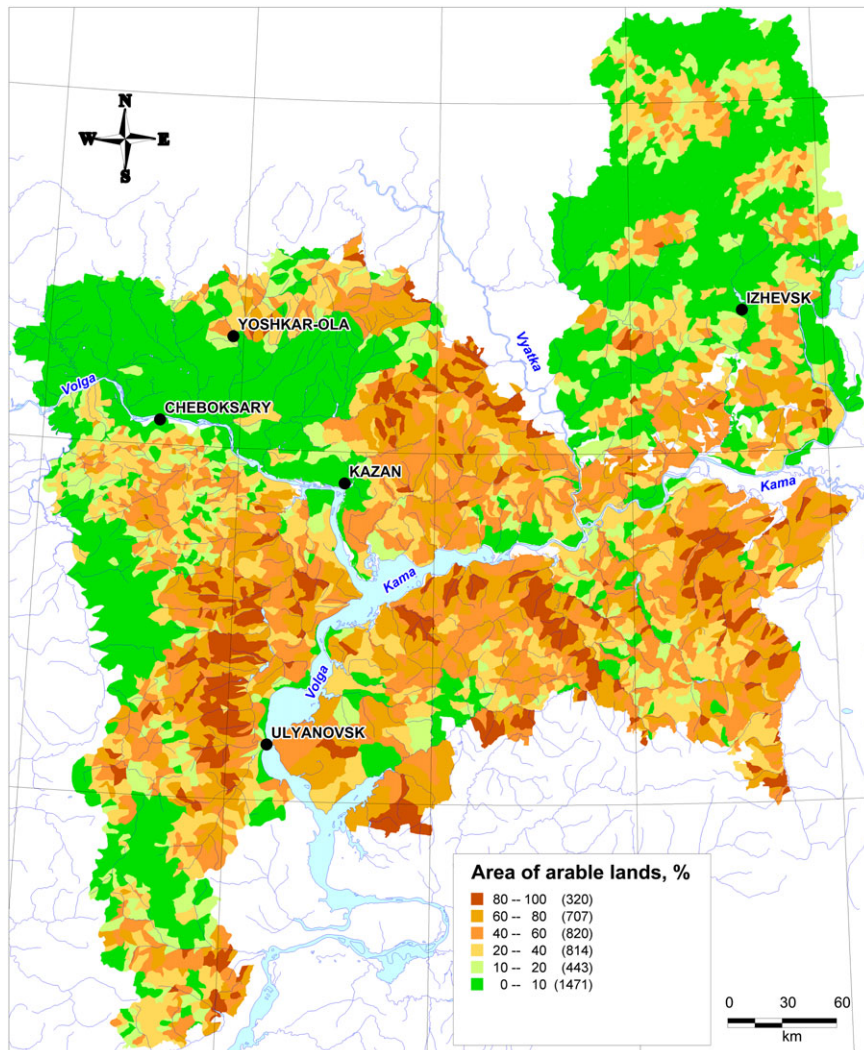 N
W E
S
IZHEVSK
YOSHKAR-OLA
Vyatka
Volga
CHEBOKSARY
KAZAN
Kama
Kama
Volga
ULYANOVSK
Area of arable lands, %
80 -- 100 (320)
60 -- 80 (707)
40 -- 60 (820)
20 -- 40 (814)
10 -- 20 (443)
0 -- 10 (1471)
0 30 60
km